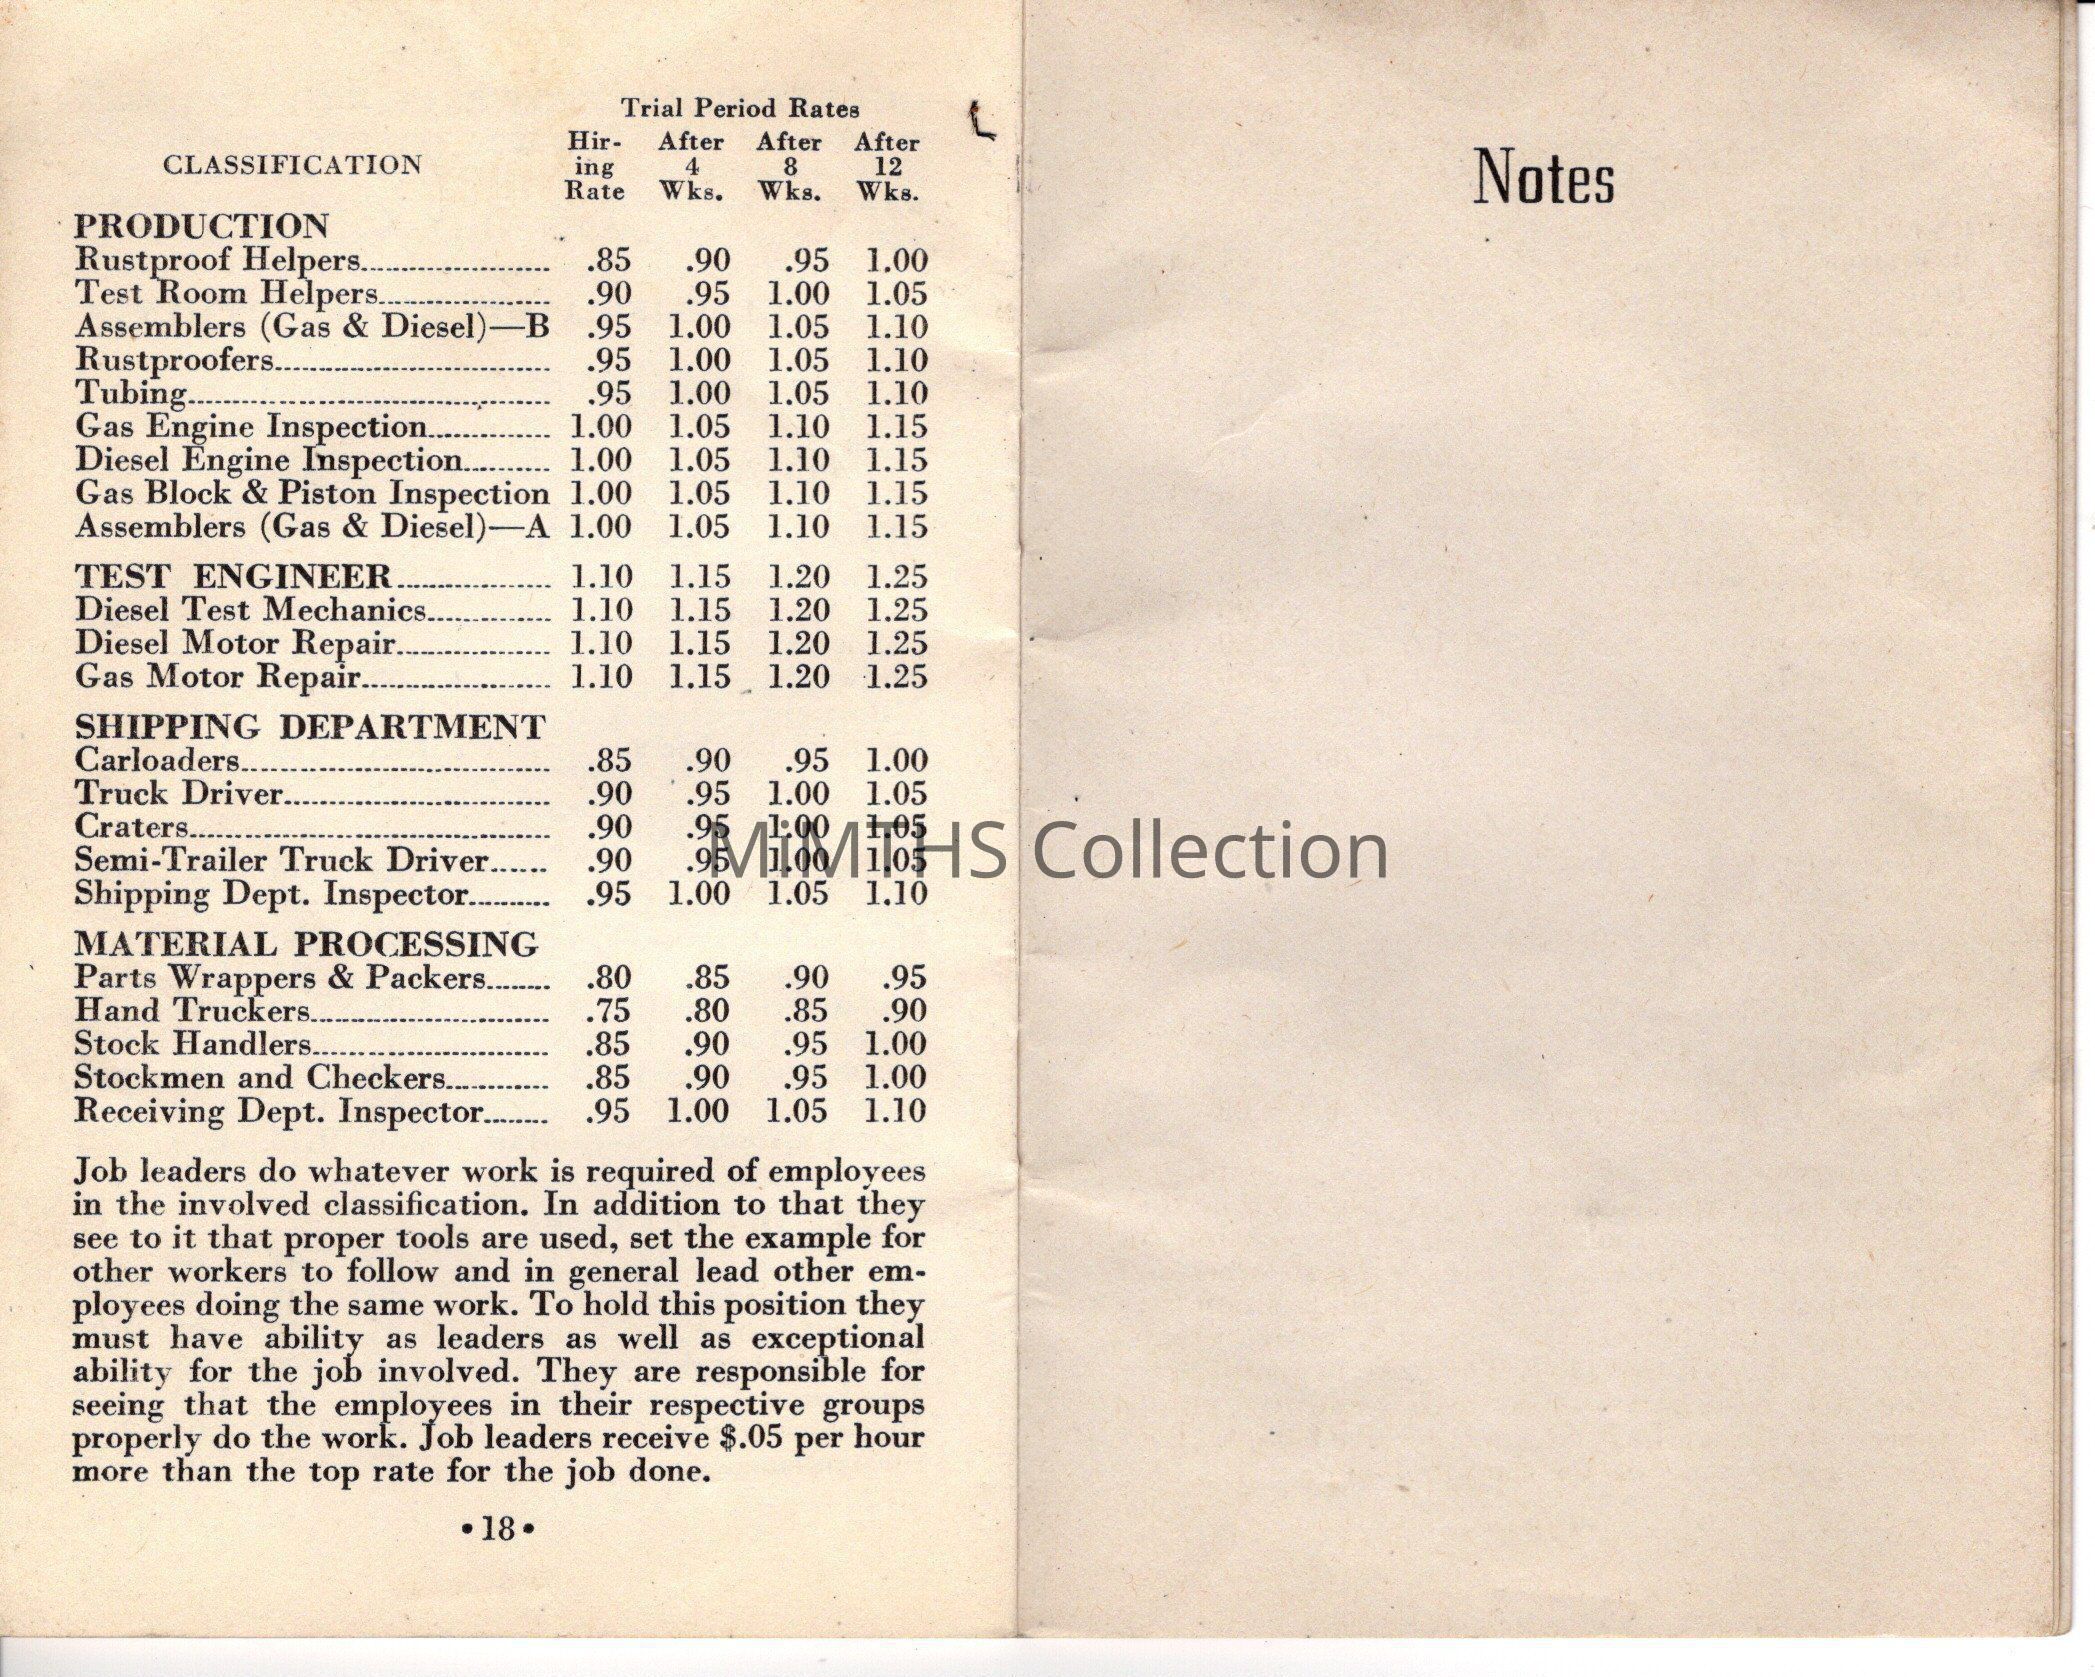 Trial Period Rates
Hir- After After After
CLASSIFICATION ing 4 8 12
Rate Wks. Wks. Wks.
PRODUCTION
Rustproof Helpers .85 .90 .95 1.00
Test Room Helpers .90 .95 1.00 1.05
Assemblers (Gas & Diesel)—B .95 1.00 1.05 1.10
Rustproofers .95 1.00 1.05 1.10
Tubing .95 1.00 1.05 1.10
Gas Engine Inspection 1.00 1.05 1.10 1.15
Diesel Engine Inspection 1.00 1.05 1.10 1.15
Gas Block & Piston Inspection 1.00 1.05 1.10 1.15
Assemblers (Gas & Diesel)—A 1.00 1.05 1.10 1.15
TEST ENGINEER 1.10 1.15 1.20 1.25
Diesel Test Mechanics 1.10 1.15 1.20 1.25
Diesel Motor Repair 1.10 1.15 1.20 1.25
Gas Motor Repair 1.10 1.15 1.20 1.25
SHIPPING DEPARTMENT
Carloaders .85 .90 .95 1.00
Truck Driver .90 .95 1.00 1.05
Craters .90 .95 1.00 1.05
Semi-Trailer Truck Driver .90 .95 1.00 1.05
Shipping Dept. Inspector .95 1.00 1.05 1.10
MATERIAL PROCESSING
Parts Wrappers & Packers .80 .85 .90 .95
Hand Truckers .75 .80 .85 .90
Stock Handlers .85 .90 .95 1.00
Stockmen and Checkers .85 .90 .95 1.00
Receiving Dept. Inspector .95 1.00 1.05 1.10
Job leaders do whatever work is required of employees
in the involved classification. In addition to that they
see to it that proper tools are used, set the example for
other workers to follow and in general lead other em-
ployees doing the same work. To hold this position they
must have ability as leaders as well as exceptional
ability for the job involved. They are responsible for
seeing that the employees in their respective groups
properly do the work. Job leaders receive $.05 per hour
more than the top rate for the job done.
•18•
Notes
MiMTHS Collection